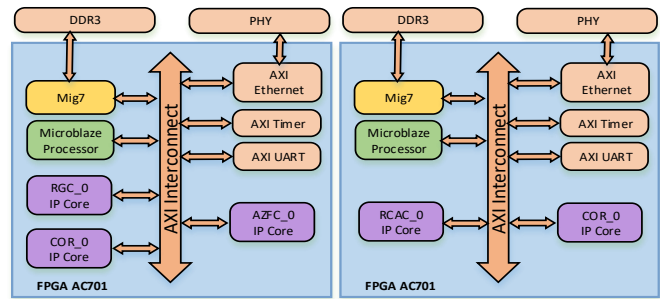 DDR3
PHY
Mig7
AXI
Ethernet
Microblaze
Processor
AXI Timer
AXI UART
RGC_0
IP Core
AZFC_0
IP Core
COR_0
IP Core
AXI Interconnect
FPGA AC701
DDR3
PHY
Mig7
AXI
Ethernet
Microblaze
Processor
AXI Timer
AXI UART
RCAC_0
IP Core
COR_0
IP Core
AXI Interconnect
FPGA AC701